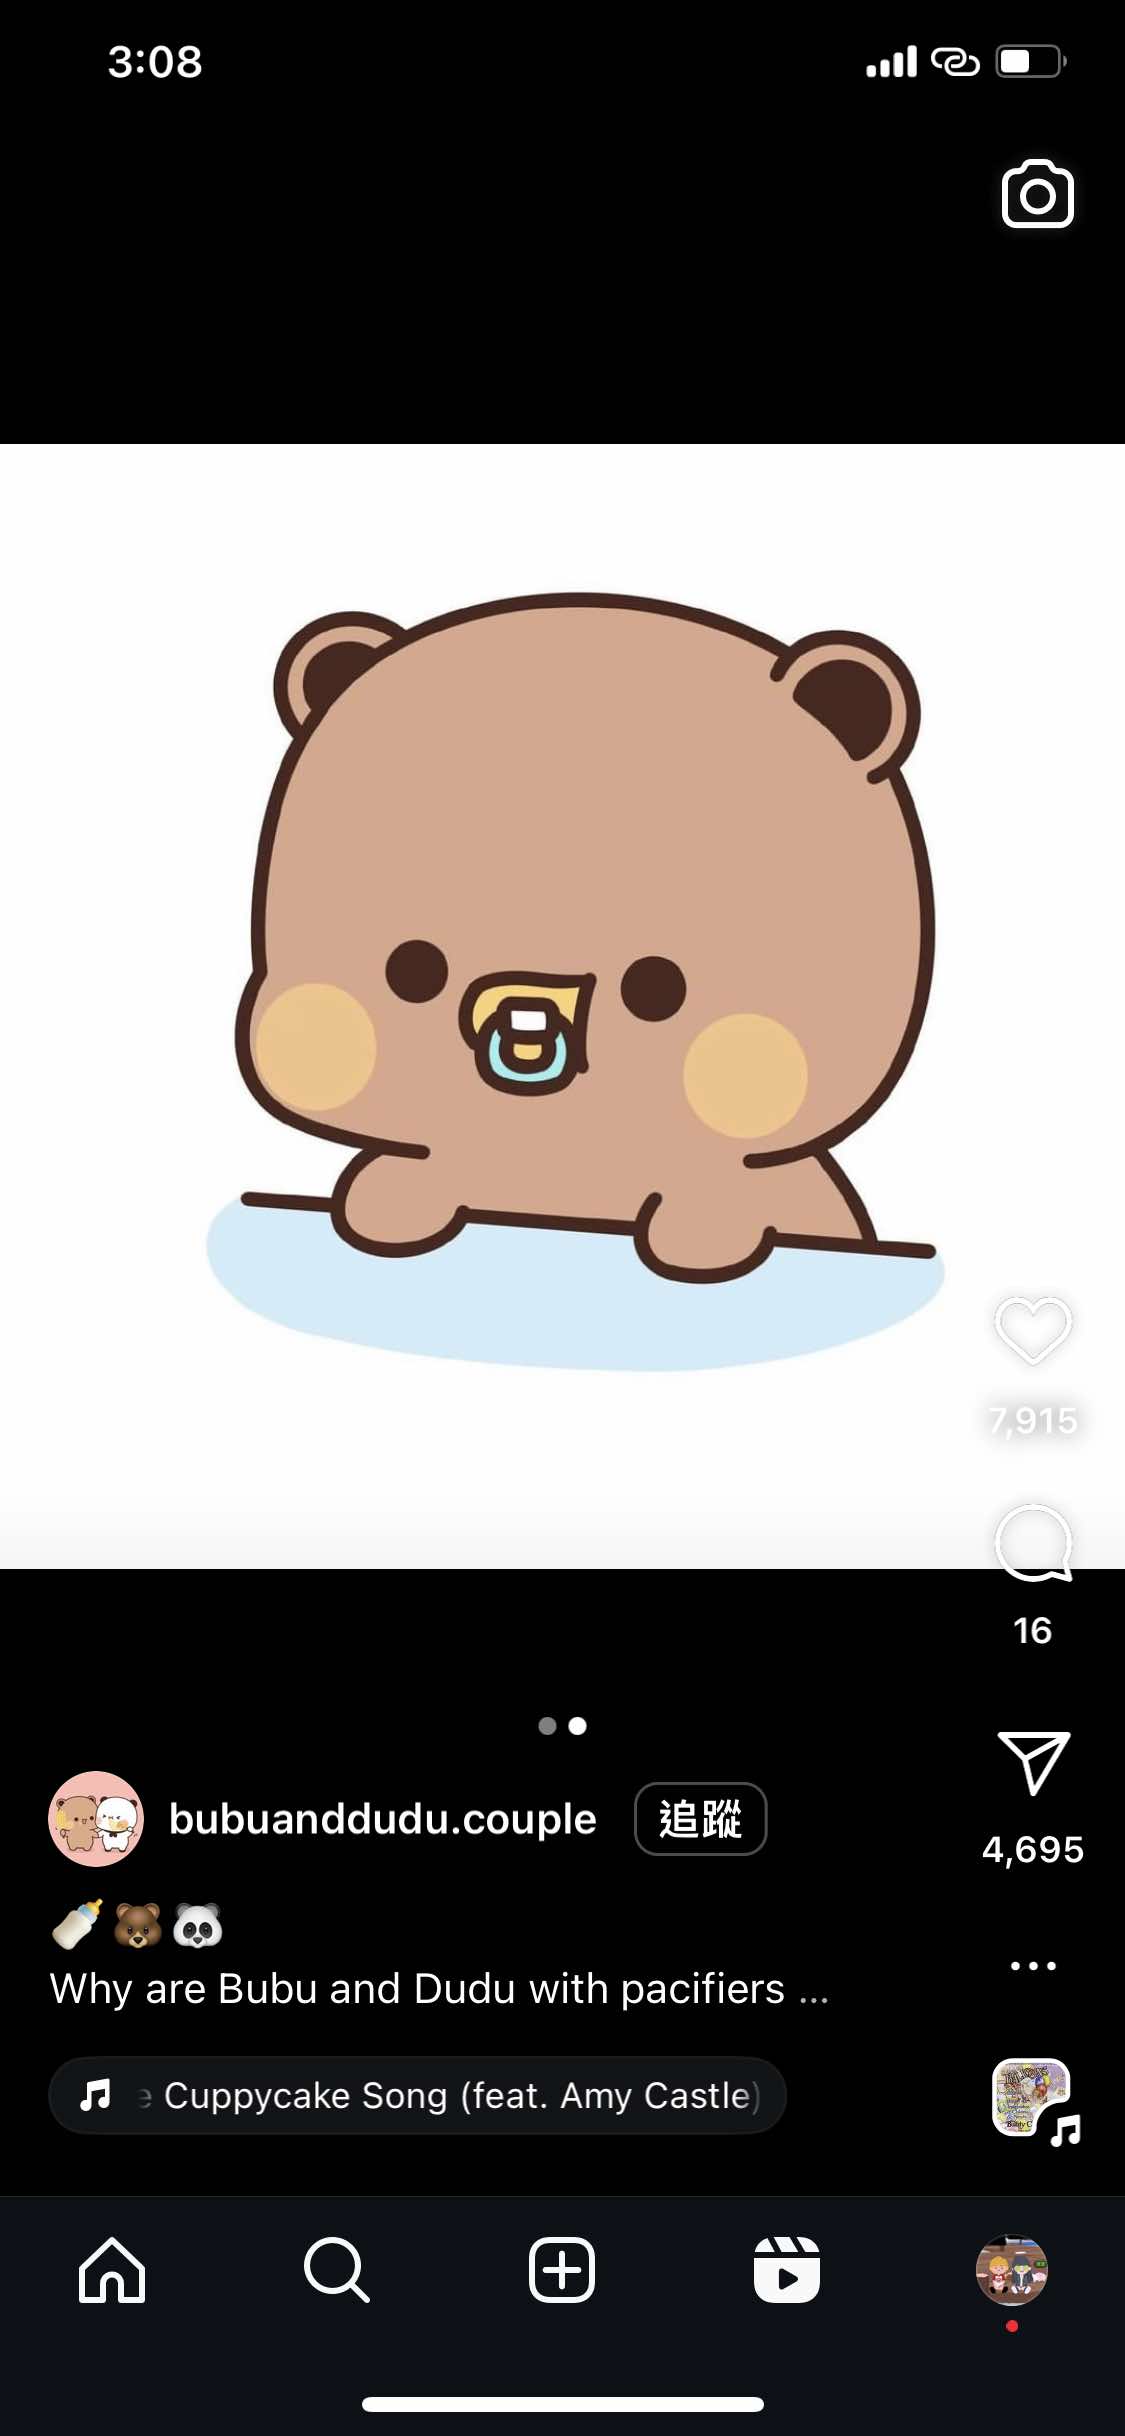 3:08
7,915
16
bubuanddudu.couple 追蹤
4,695
Why are Bubu and Dudu with pacifiers ...
Cuppycake Song (feat. Amy Castle)